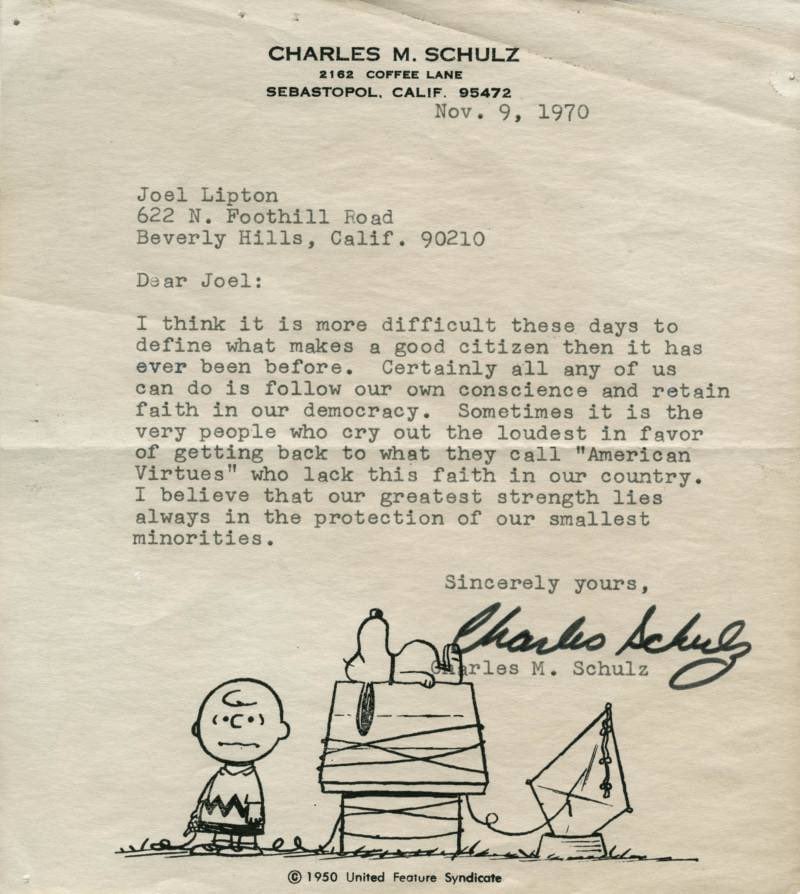 CHARLES M. SCHULZ
2162 COFFEE LANE
SEBASTOPOL, CALIF. 95472
Nov. 9, 1970
Joel Lipton
622 N. Foothill Road
Beverly Hills, Calif. 90210
Dear Joel:
I think it is more difficult these days to
define what makes a good citizen then it has
ever been before. Certainly all any of us
can do is follow our own conscience and retain
faith in our democracy. Sometimes it is the
very people who cry out the loudest in favor
of getting back to what they call "American
Virtues" who lack this faith in our country.
I believe that our greatest strength lies
always in the protection of our smallest
minorities.
Sincerely yours,
Charles Schulz
Charles M. Schulz
© 1950 United Feature Syndicate